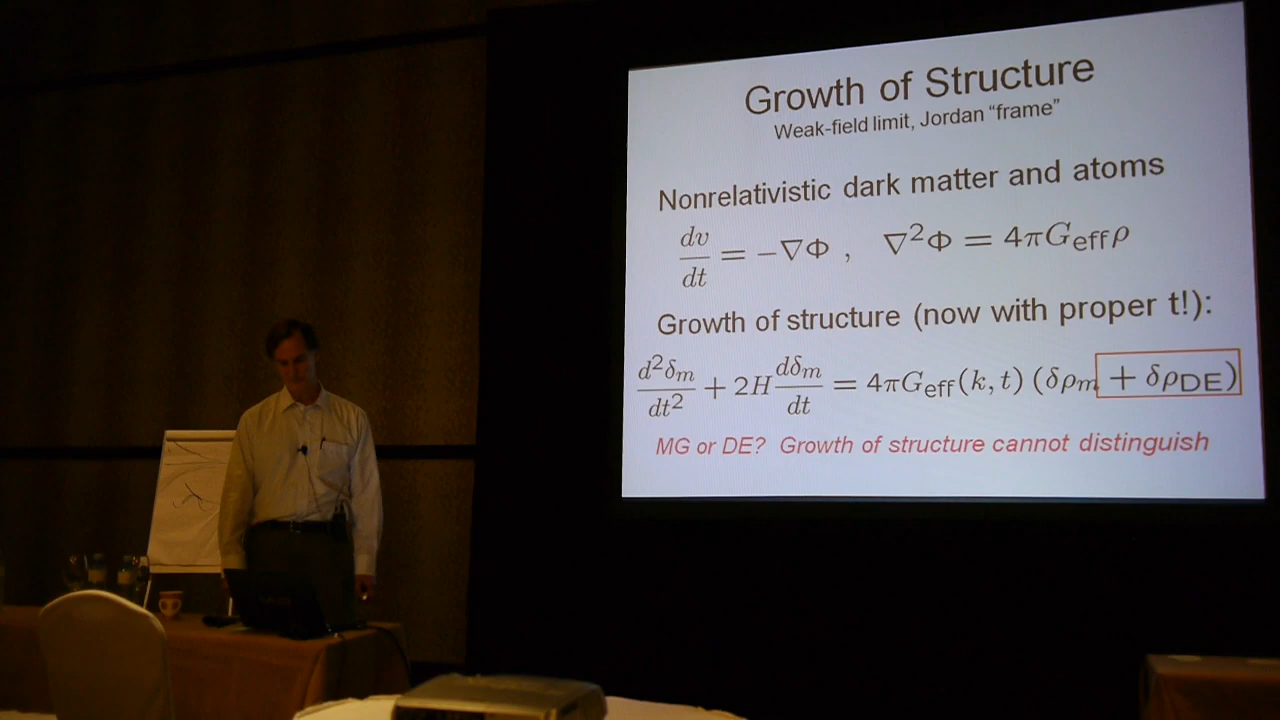 Growth of Structure
Weak-field limit, Jordan “frame”
Nonrelativistic dark matter and atoms
dv/dt = −∇Φ , ∇²Φ = 4πG_eff ρ
Growth of structure (now with proper t!):
d²δ_m/dt² + 2H dδ_m/dt = 4πG_eff(k, t) (δρ_m + δρ_DE)
MG or DE? Growth of structure cannot distinguish